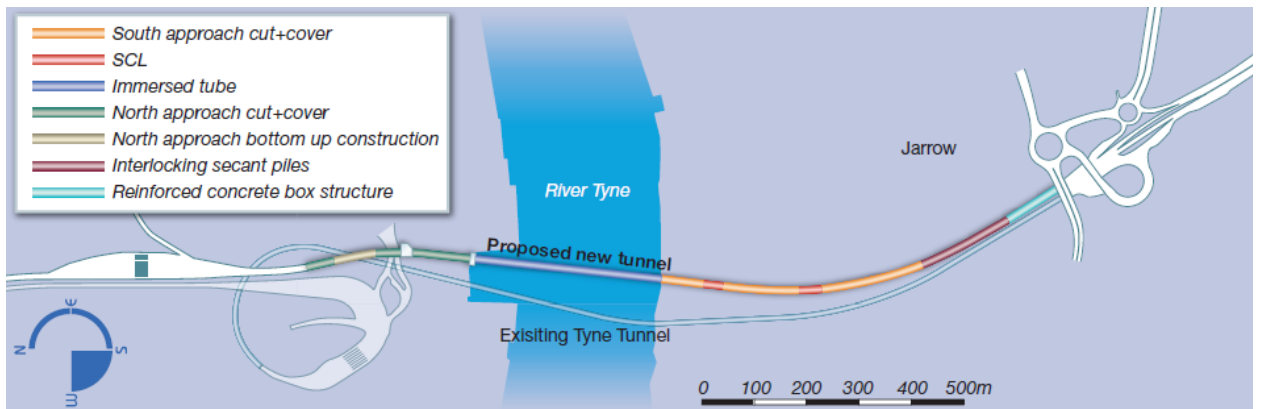 South approach cut+cover
SCL
Immersed tube
North approach cut+cover
North approach bottom up construction
Interlocking secant piles
Reinforced concrete box structure
Jarrow
River Tyne
Proposed new tunnel
Exisiting Tyne Tunnel
N
E
S
W
0 100 200 300 400 500m